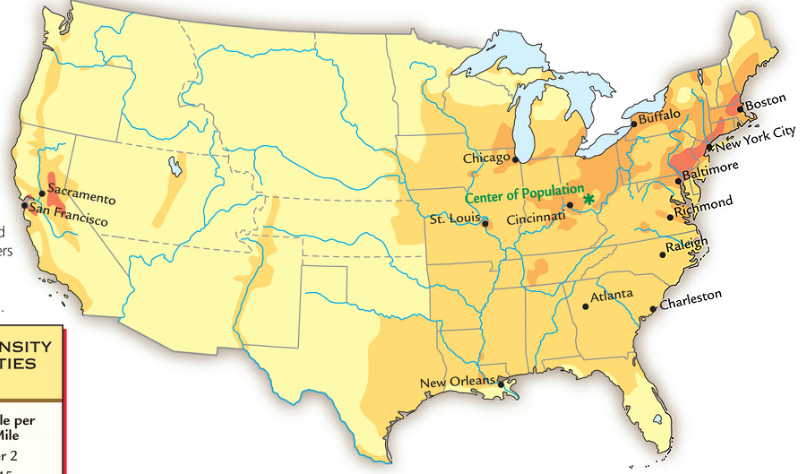 Boston
Buffalo
New York City
Chicago
Baltimore
Sacramento
Center of Population
San Francisco
St. Louis
Cincinnati
Richmond
Raleigh
Atlanta
Charleston
New Orleans
d
ers
.
NSITY
TIES
le per
Mile
r 2